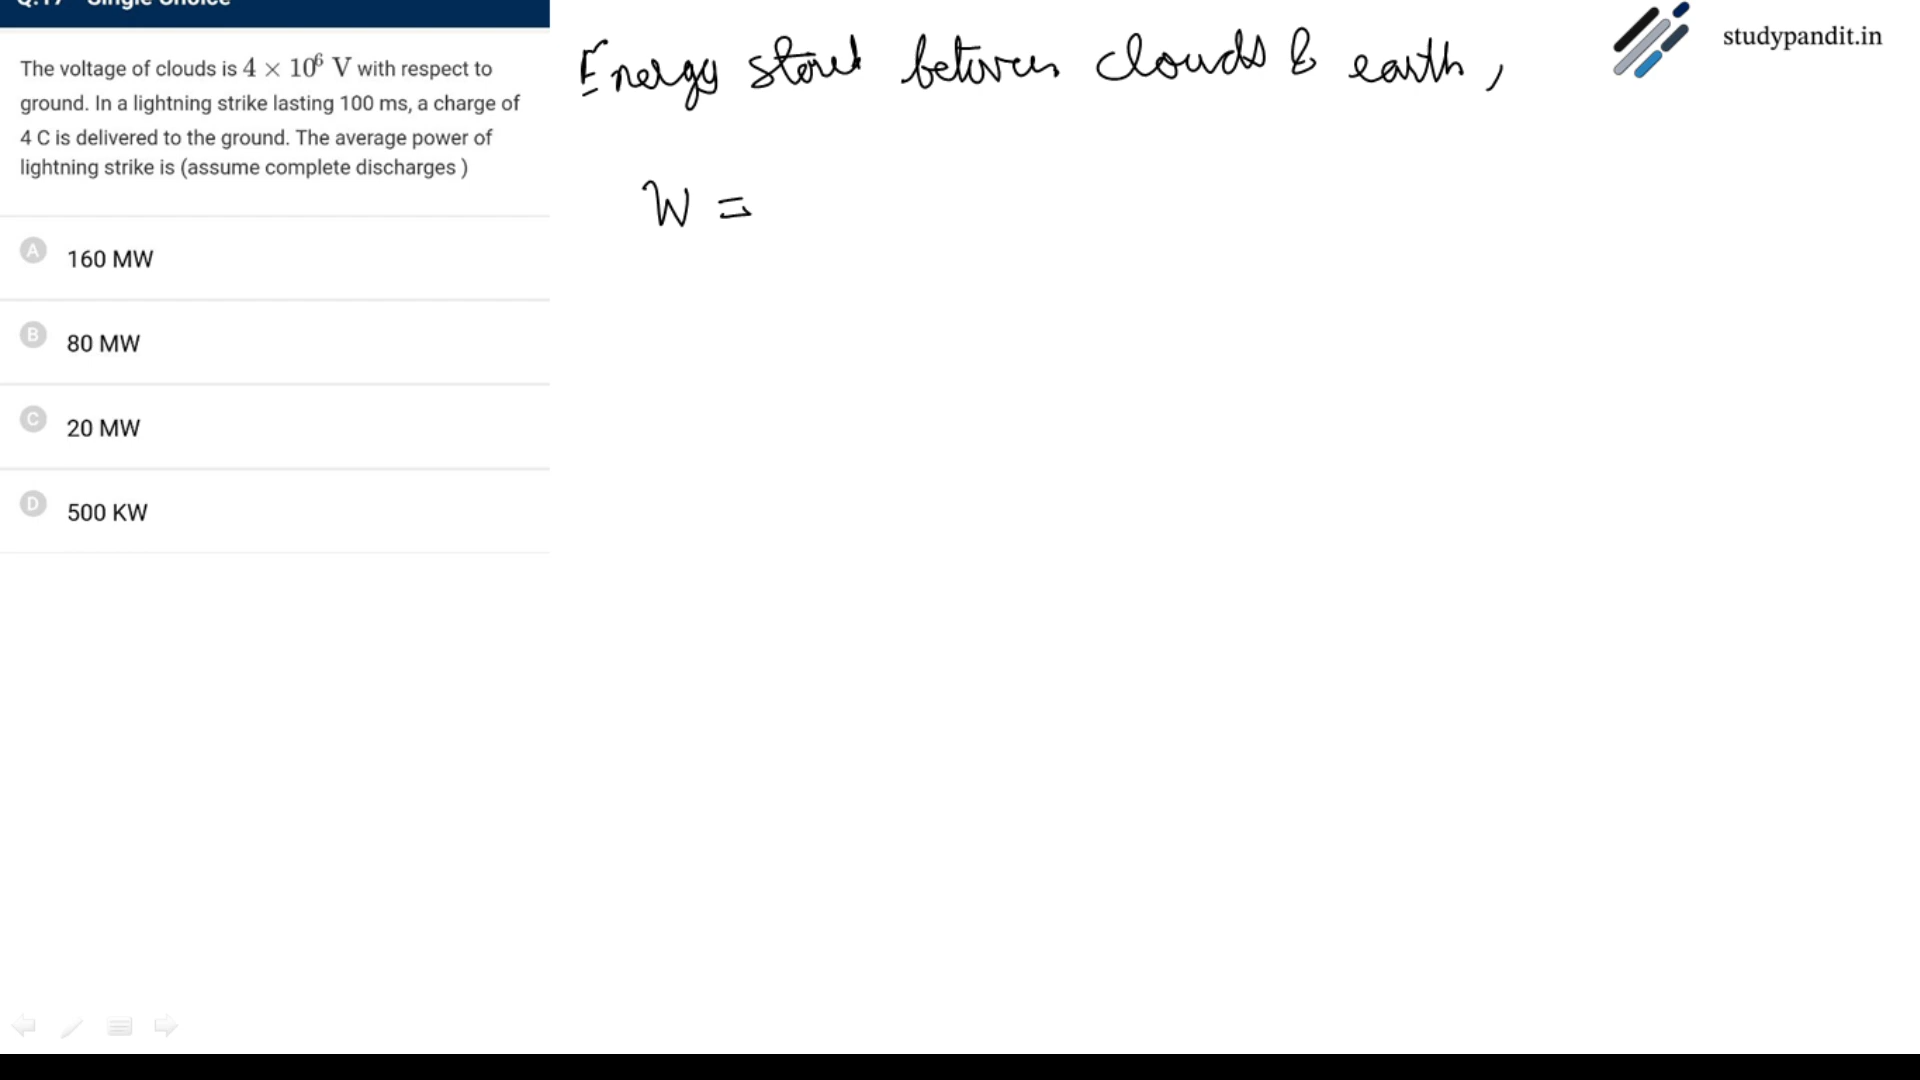 Q.17 Single Choice
studypandit.in
Energy stored between clouds & earth,
The voltage of clouds is 4 × 10⁶ V with respect to
ground. In a lightning strike lasting 100 ms, a charge of
4 C is delivered to the ground. The average power of
lightning strike is (assume complete discharges )
W =
A 160 MW
B 80 MW
C 20 MW
D 500 KW